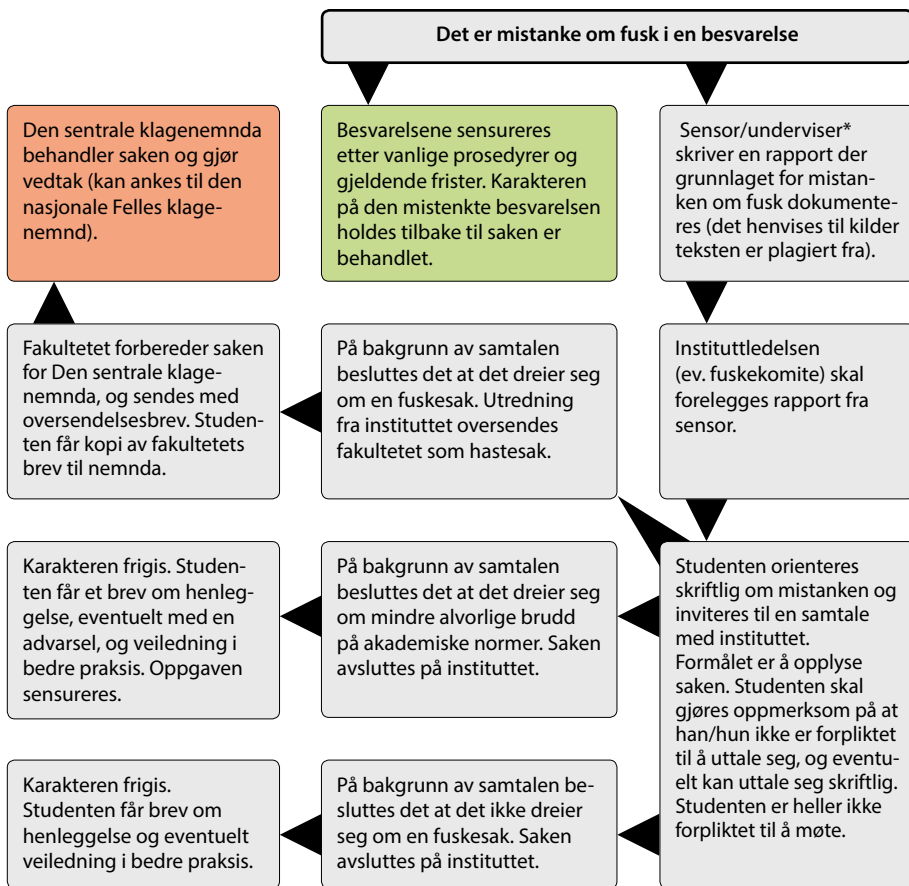 Det er mistanke om fusk i en besvarelse
Den sentrale klagenemnda
behandler saken og gjør
vedtak (kan ankes til den
nasjonale Felles klage-
nemnd).
Besvarelsene sensureres
etter vanlige prosedyrer og
gjeldende frister. Karakteren
på den mistenkte besvarelsen
holdes tilbake til saken er
behandlet.
Sensor/underviser*
skriver en rapport der
grunnlaget for mistan-
ken om fusk dokumente-
res (det henvises til kilder
teksten er plagiert fra).
Fakultetet forbereder saken
for Den sentrale klage-
nemnda, og sendes med
oversendelsesbrev. Studen-
ten får kopi av fakultetets
brev til nemnda.
På bakgrunn av samtalen
besluttes det at det dreier seg
om en fuskesak. Utredning
fra instituttet oversendes
fakultetet som hastesak.
Instituttledelsen
(ev. fuskekomite) skal
forelegges rapport fra
sensor.
Karakteren frigis. Studen-
ten får et brev om henleg-
gelse, eventuelt med en
advarsel, og veiledning i
bedre praksis. Oppgaven
sensureres.
På bakgrunn av samtalen
besluttes det at det dreier seg
om mindre alvorlige brudd
på akademiske normer. Saken
avsluttes på instituttet.
Studenten orienteres
skriftlig om mistanken og
inviteres til en samtale
med instituttet.
Formålet er å opplyse
saken. Studenten skal
gjøres oppmerksom på at
han/hun ikke er forpliktet
til å uttale seg, og eventu-
elt kan uttale seg skriftlig.
Studenten er heller ikke
forpliktet til å møte.
Karakteren frigis.
Studenten får brev om
henleggelse og eventuelt
veiledning i bedre praksis.
På bakgrunn av samtalen be-
sluttes det at det ikke dreier
seg om en fuskesak. Saken
avsluttes på instituttet.